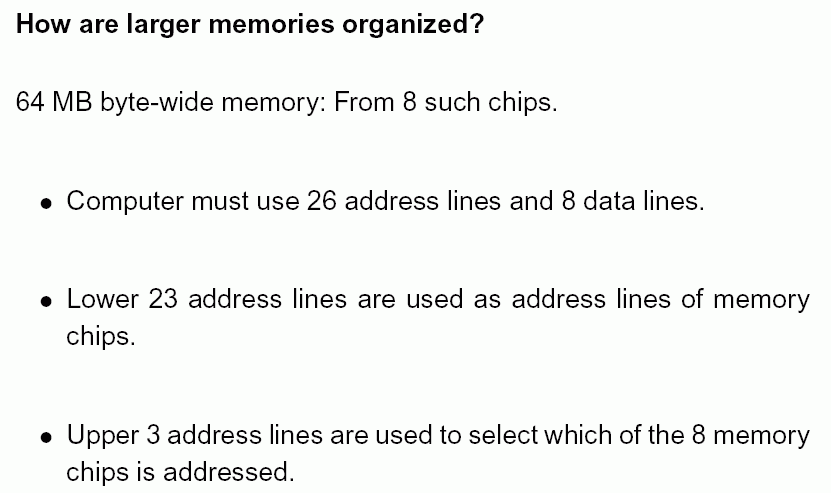 How are larger memories organized?
64 MB byte-wide memory: From 8 such chips.
• Computer must use 26 address lines and 8 data lines.
• Lower 23 address lines are used as address lines of memory
chips.
• Upper 3 address lines are used to select which of the 8 memory
chips is addressed.